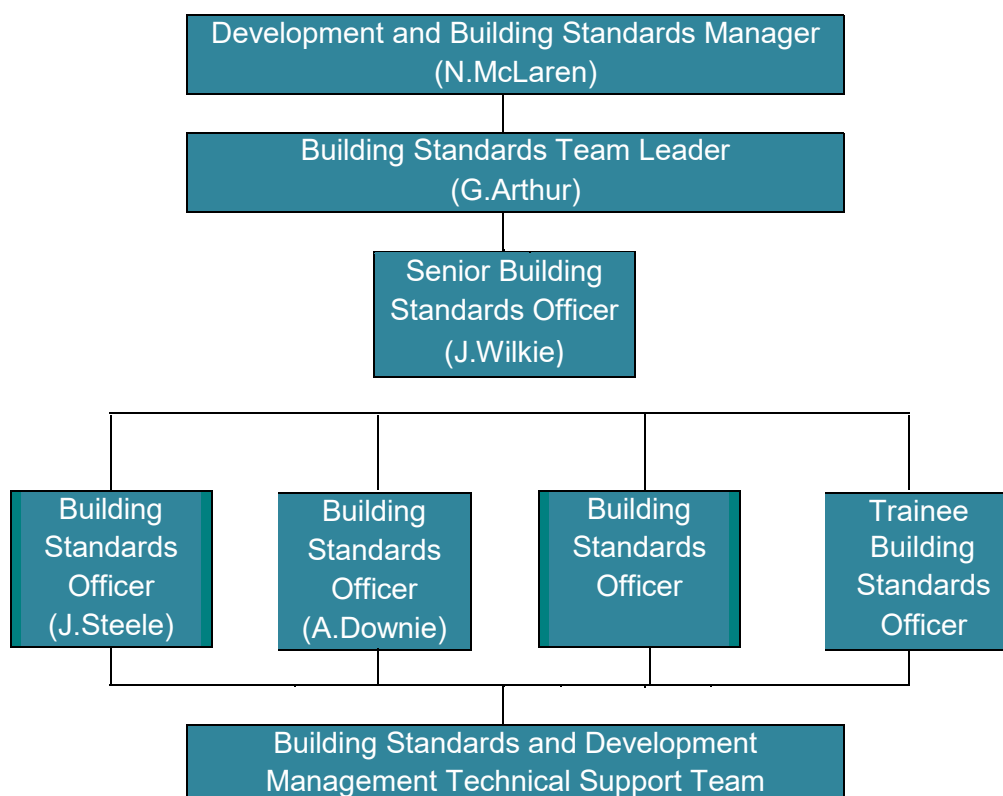 Development and Building Standards Manager
(N.McLaren)
Building Standards Team Leader
(G.Arthur)
Senior Building
Standards Officer
(J.Wilkie)
Building
Standards
Officer
(J.Steele)
Building
Standards
Officer
(A.Downie)
Building
Standards
Officer
Trainee
Building
Standards
Officer
Building Standards and Development
Management Technical Support Team